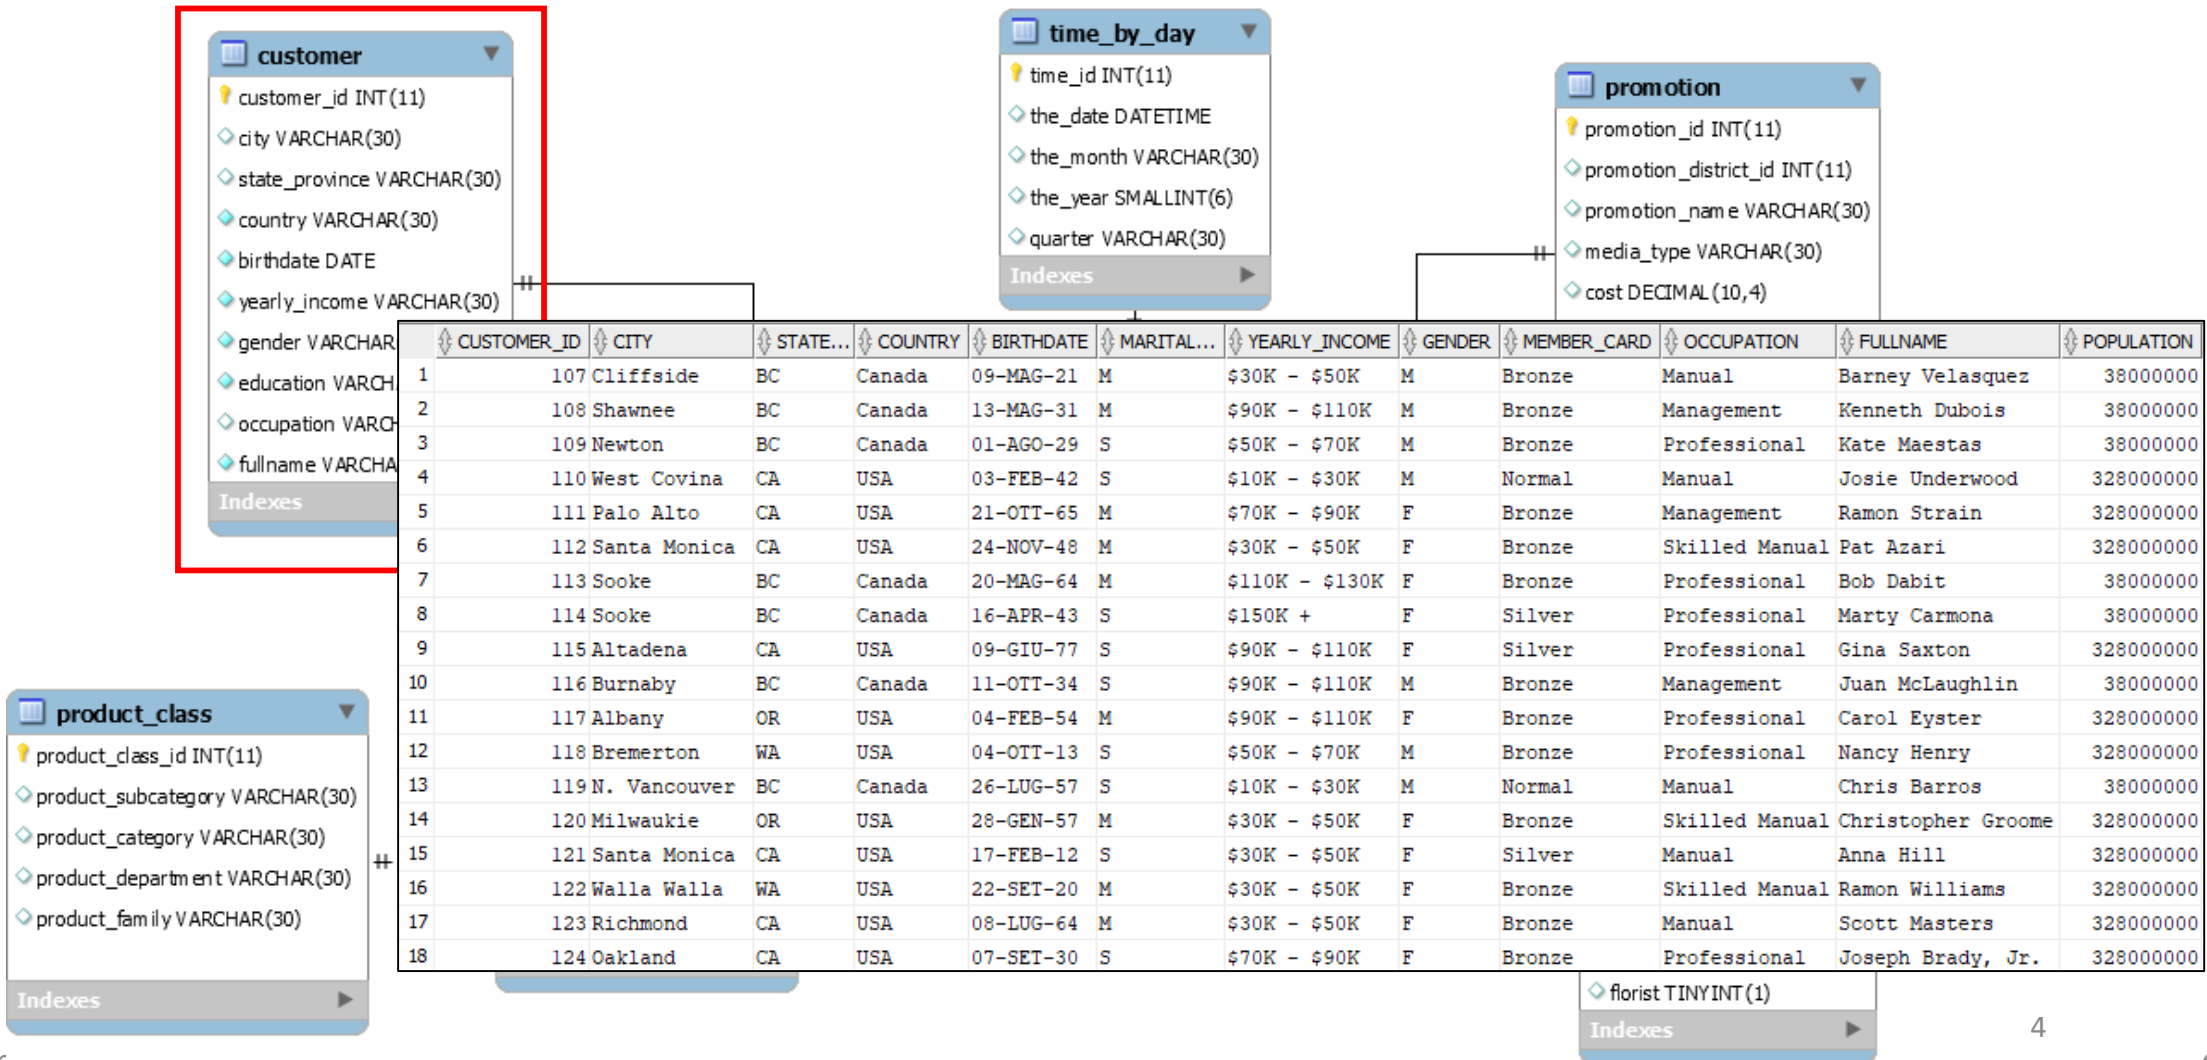 customer
customer_id INT(11)
city VARCHAR(30)
state_province VARCHAR(30)
country VARCHAR(30)
birthdate DATE
yearly_income VARCHAR(30)
gender VARCHAR
education VARCH
occupation VARCH
fullname VARCHA
Indexes
time_by_day
time_id INT(11)
the_date DATETIME
the_month VARCHAR(30)
the_year SMALLINT(6)
quarter VARCHAR(30)
Indexes
promotion
promotion_id INT(11)
promotion_district_id INT(11)
promotion_name VARCHAR(30)
media_type VARCHAR(30)
cost DECIMAL(10,4)
CUSTOMER_ID CITY STATE... COUNTRY BIRTHDATE MARITAL... YEARLY_INCOME GENDER MEMBER_CARD OCCUPATION FULLNAME POPULATION
1 107 Cliffside BC Canada 09-MAG-21 M $30K - $50K M Bronze Manual Barney Velasquez 38000000
2 108 Shawnee BC Canada 13-MAG-31 M $90K - $110K M Bronze Management Kenneth Dubois 38000000
3 109 Newton BC Canada 01-AGO-29 S $50K - $70K M Bronze Professional Kate Maestas 38000000
4 110 West Covina CA USA 03-FEB-42 S $10K - $30K M Normal Manual Josie Underwood 328000000
5 111 Palo Alto CA USA 21-OTT-65 M $70K - $90K F Bronze Management Ramon Strain 328000000
6 112 Santa Monica CA USA 24-NOV-48 M $30K - $50K F Bronze Skilled Manual Pat Azari 328000000
7 113 Sooke BC Canada 20-MAG-64 M $110K - $130K F Bronze Professional Bob Dabit 38000000
8 114 Sooke BC Canada 16-APR-43 S $150K + F Silver Professional Marty Carmona 38000000
9 115 Altadena CA USA 09-GIU-77 S $90K - $110K F Silver Professional Gina Saxton 328000000
10 116 Burnaby BC Canada 11-OTT-34 S $90K - $110K M Bronze Management Juan McLaughlin 38000000
11 117 Albany OR USA 04-FEB-54 M $90K - $110K F Bronze Professional Carol Eyster 328000000
12 118 Bremerton WA USA 04-OTT-13 S $50K - $70K M Bronze Professional Nancy Henry 328000000
13 119 N. Vancouver BC Canada 26-LUG-57 S $10K - $30K M Normal Manual Chris Barros 38000000
14 120 Milwaukie OR USA 28-GEN-57 M $30K - $50K F Bronze Skilled Manual Christopher Groome 328000000
15 121 Santa Monica CA USA 17-FEB-12 S $30K - $50K F Silver Manual Anna Hill 328000000
16 122 Walla Walla WA USA 22-SET-20 M $30K - $50K F Bronze Skilled Manual Ramon Williams 328000000
17 123 Richmond CA USA 08-LUG-64 M $30K - $50K F Bronze Manual Scott Masters 328000000
18 124 Oakland CA USA 07-SET-30 S $70K - $90K F Bronze Professional Joseph Brady, Jr. 328000000
product_class
product_class_id INT(11)
product_subcategory VARCHAR(30)
product_category VARCHAR(30)
product_department VARCHAR(30)
product_family VARCHAR(30)
Indexes
florist TINYINT(1)
Indexes
4